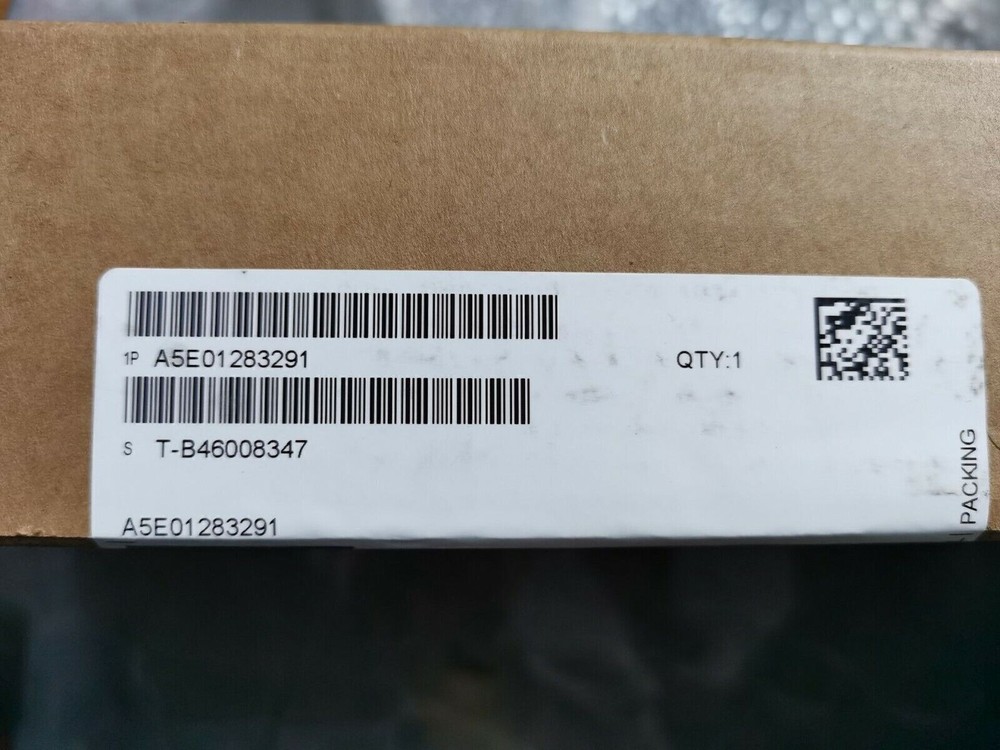 1P A5E01283291
QTY:1
S T-B46008347
A5E01283291
PACKING